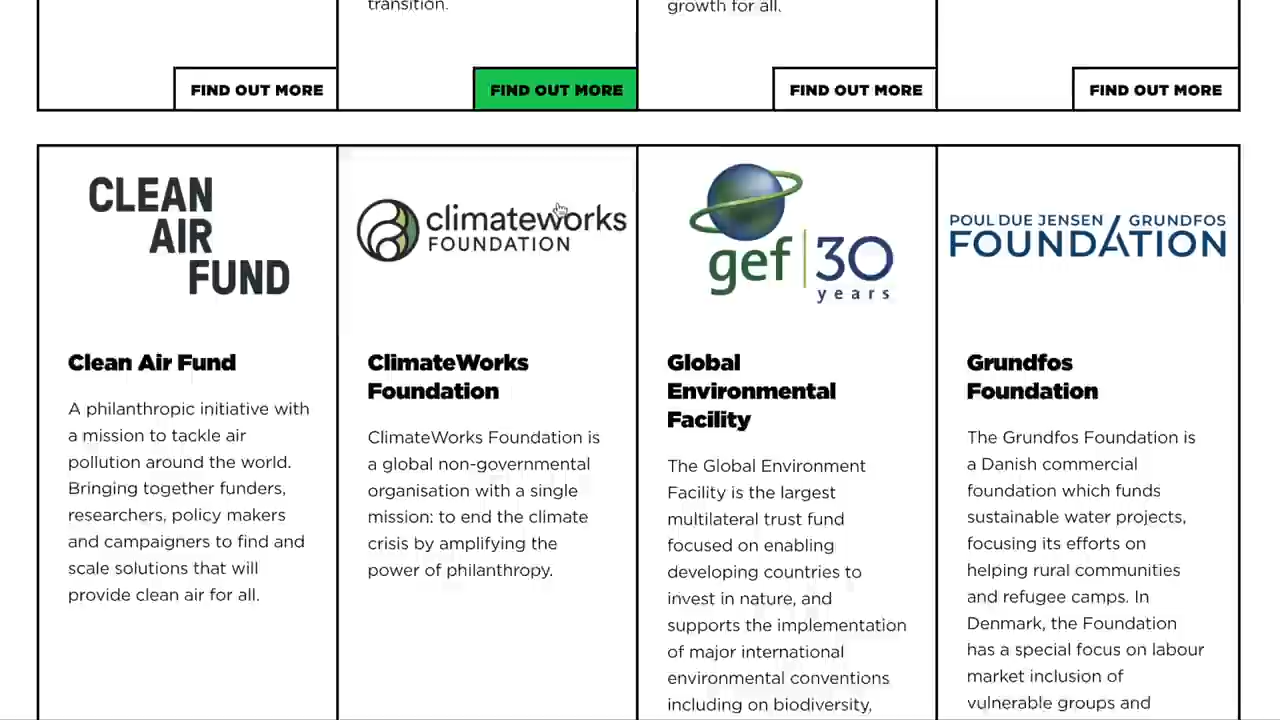 transition.
growth for all.
FIND OUT MORE
FIND OUT MORE
FIND OUT MORE
FIND OUT MORE
CLEAN
AIR
FUND
Clean Air Fund
A philanthropic initiative with
a mission to tackle air
pollution around the world.
Bringing together funders,
researchers, policy makers
and campaigners to find and
scale solutions that will
provide clean air for all.
climateworks
FOUNDATION
ClimateWorks
Foundation
ClimateWorks Foundation is
a global non-governmental
organisation with a single
mission: to end the climate
crisis by amplifying the
power of philanthropy.
gef 30
years
Global
Environmental
Facility
The Global Environment
Facility is the largest
multilateral trust fund
focused on enabling
developing countries to
invest in nature, and
supports the implementation
of major international
environmental conventions
including on biodiversity,
POUL DUE JENSEN / GRUNDFOS
FOUNDATION
Grundfos
Foundation
The Grundfos Foundation is
a Danish commercial
foundation which funds
sustainable water projects,
focusing its efforts on
helping rural communities
and refugee camps. In
Denmark, the Foundation
has a special focus on labour
market inclusion of
vulnerable groups and